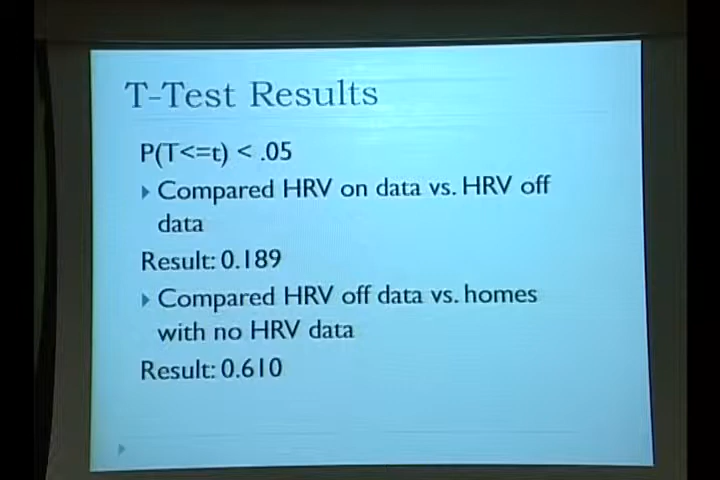 T-Test Results
P(T<=t) < .05
Compared HRV on data vs. HRV off
data
Result: 0.189
Compared HRV off data vs. homes
with no HRV data
Result: 0.610